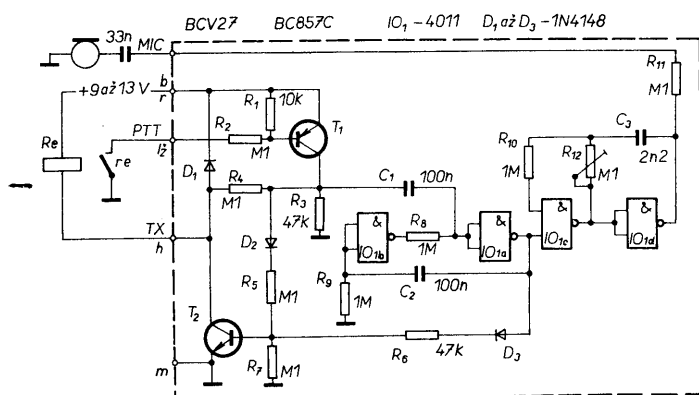 BCV27 BC857C IO1-4011 D1 až D3-1N4148
33n MIC
R11
M1
+9 až 13 V b
r
R1 10k
T1
C3
2n2
PTT
lž
R2
M1
R10
1M
R12
M1
Re
re
D1
R4
M1
C1 100n
R3
47k
&
IO1b
R8
1M
&
IO1a
&
IO1c
&
IO1d
TX
h
D2
R9
1M
C2
100n
R5
M1
T2
R7
M1
R6
47k
D3
m